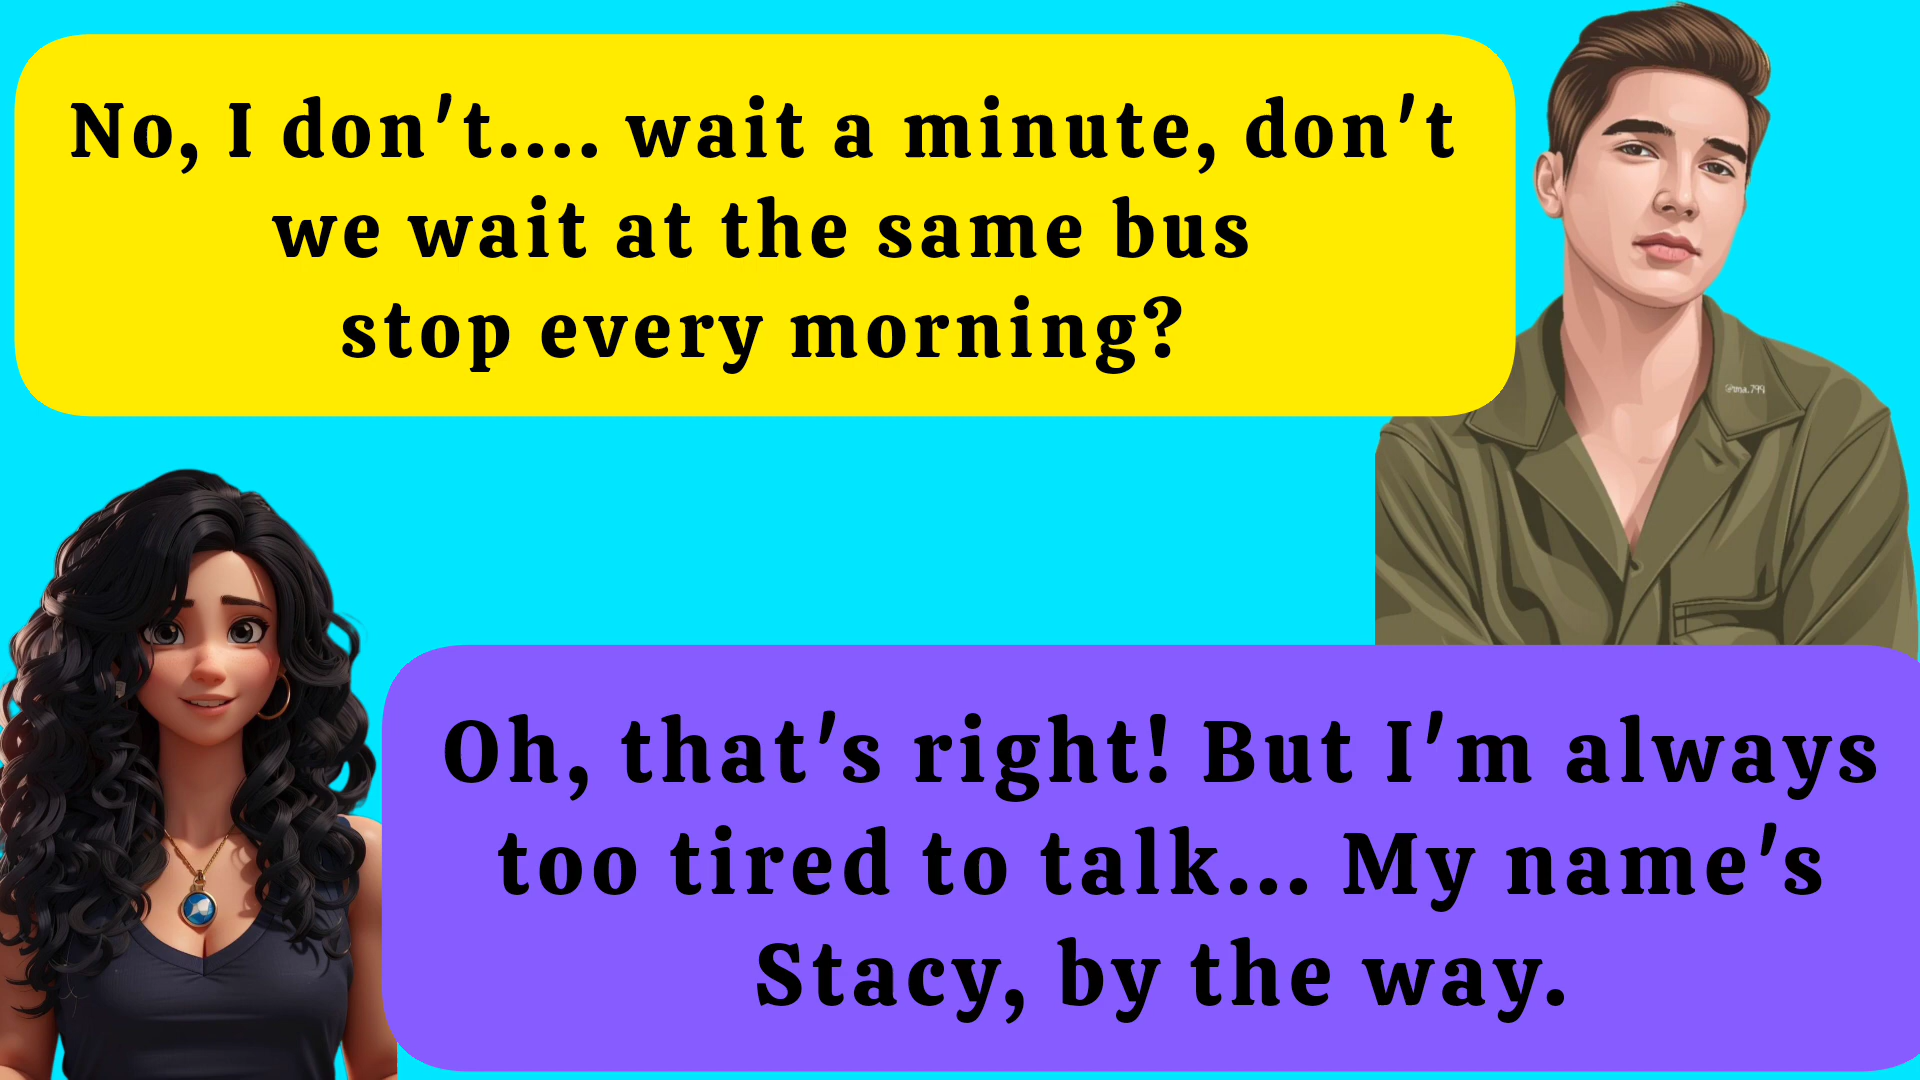 No, I don't.... wait a minute, don't
we wait at the same bus
stop every morning?
Oh, that's right! But I'm always
too tired to talk... My name's
Stacy, by the way.